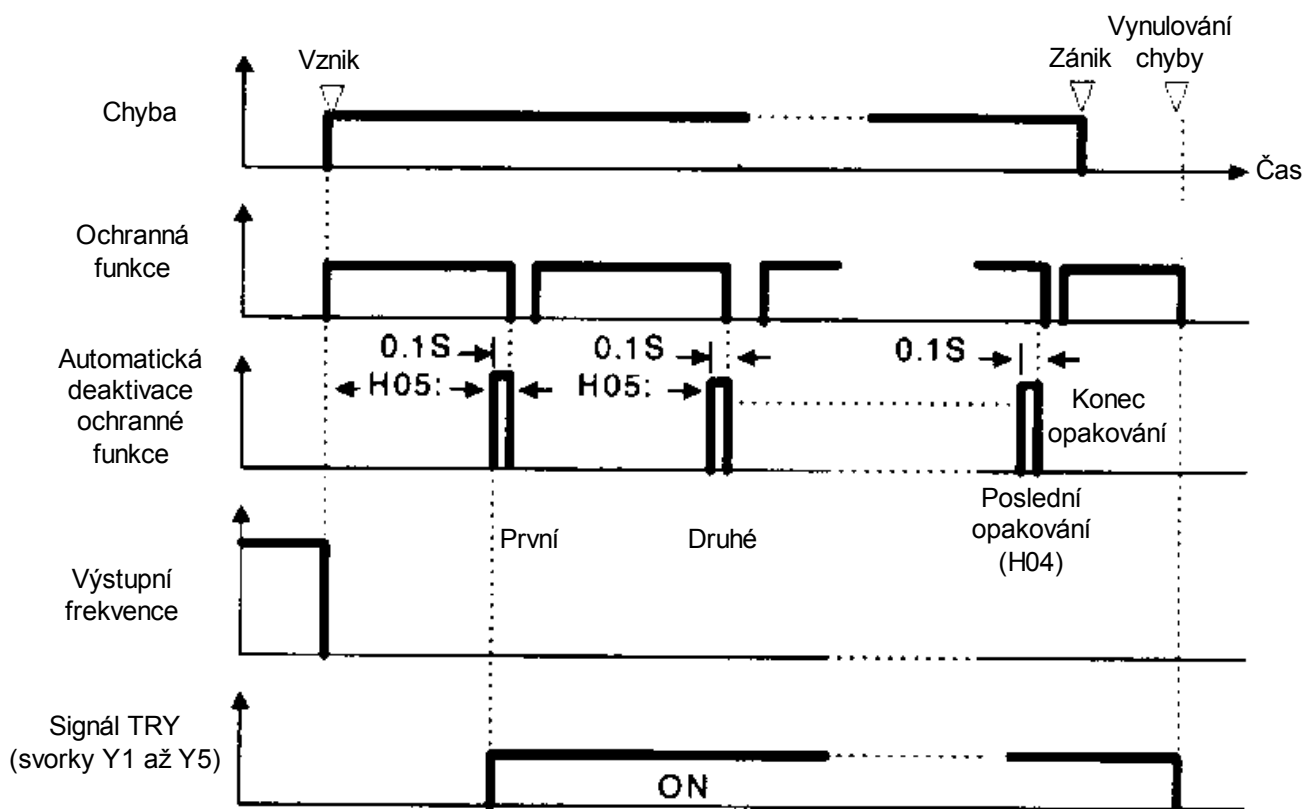 Vynulování
chyby
Vznik
Zánik
Chyba
Čas
Ochranná
funkce
Automatická
deaktivace
ochranné
funkce
0.1S
0.1S
0.1S
H05:
H05:
Konec
opakování
První
Druhé
Poslední
opakování
(H04)
Výstupní
frekvence
Signál TRY
(svorky Y1 až Y5)
ON